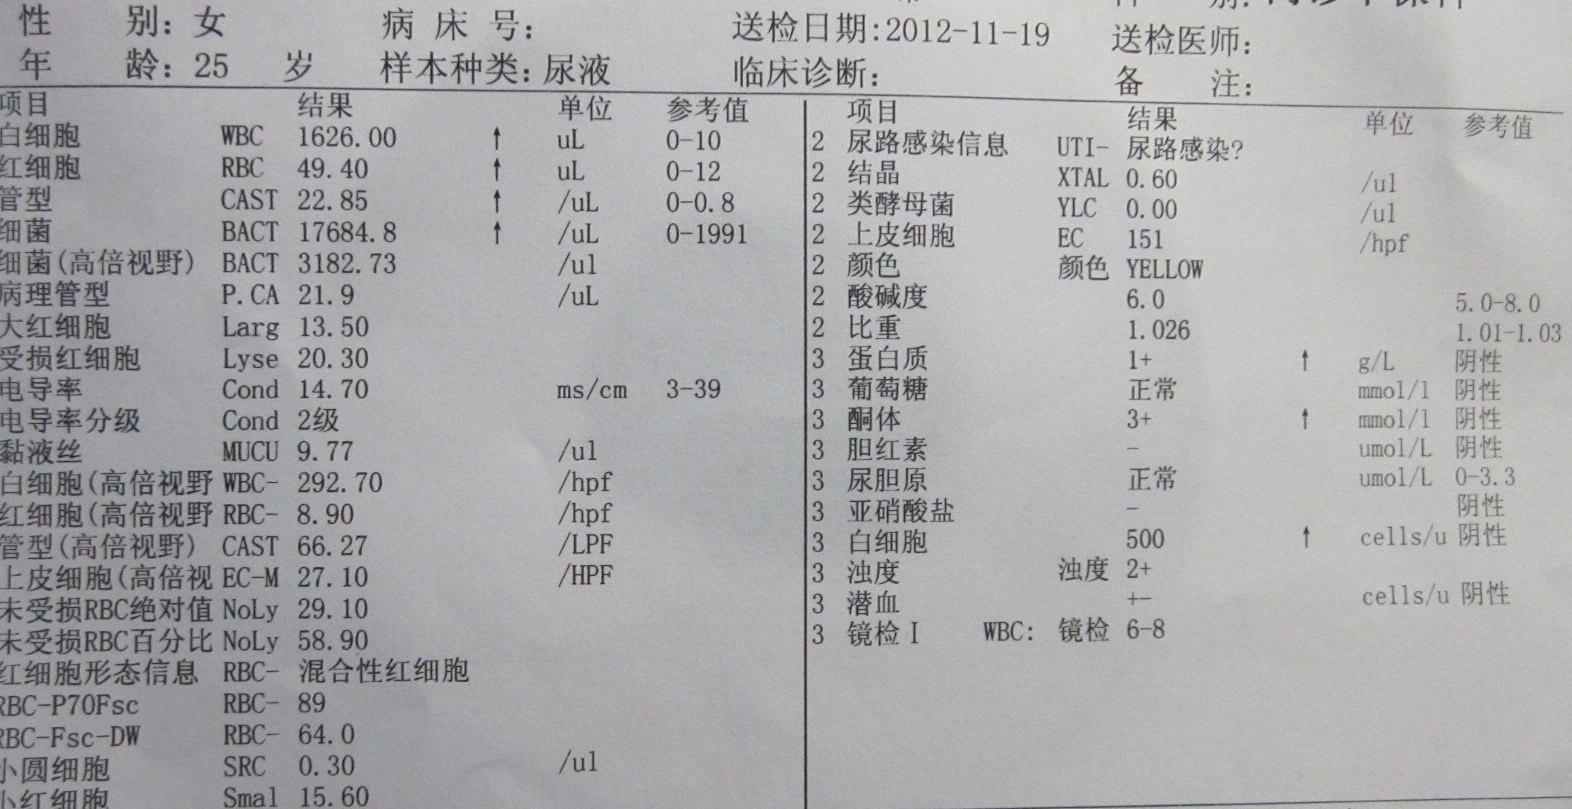 性 别: 女 病 床 号: 送检日期:2012-11-19 送检医师:
年 龄: 25 岁 样本种类: 尿液 临床诊断: 备 注:
项目 结果 单位 参考值
白细胞 WBC 1626.00 ↑ uL 0-10
红细胞 RBC 49.40 ↑ uL 0-12
管型 CAST 22.85 ↑ /uL 0-0.8
细菌 BACT 17684.8 ↑ /uL 0-1991
细菌(高倍视野) BACT 3182.73 /ul
病理管型 P.CA 21.9 /uL
大红细胞 Larg 13.50
受损红细胞 Lyse 20.30
电导率 Cond 14.70 ms/cm 3-39
电导率分级 Cond 2级
黏液丝 MUCU 9.77 /ul
白细胞(高倍视野 WBC- 292.70 /hpf
红细胞(高倍视野 RBC- 8.90 /hpf
管型(高倍视野) CAST 66.27 /LPF
上皮细胞(高倍视 EC-M 27.10 /HPF
未受损RBC绝对值 NoLy 29.10
未受损RBC百分比 NoLy 58.90
红细胞形态信息 RBC- 混合性红细胞
RBC-P70Fsc RBC- 89
RBC-Fsc-DW RBC- 64.0
小圆细胞 SRC 0.30 /ul
小红细胞 Smal 15.60
项目 结果 单位 参考值
2 尿路感染信息 UTI- 尿路感染?
2 结晶 XTAL 0.60 /ul
2 类酵母菌 YLC 0.00 /ul
2 上皮细胞 EC 151 /hpf
2 颜色 颜色 YELLOW
2 酸碱度 6.0 5.0-8.0
2 比重 1.026 1.01-1.03
3 蛋白质 1+ ↑ g/L 阴性
3 葡萄糖 正常 mmol/l 阴性
3 酮体 3+ ↑ mmol/l 阴性
3 胆红素 - umol/L 阴性
3 尿胆原 正常 umol/L 0-3.3
3 亚硝酸盐 - 阴性
3 白细胞 500 ↑ cells/u 阴性
3 浊度 浊度 2+
3 潜血 +- cells/u 阴性
3 镜检I WBC: 镜检 6-8